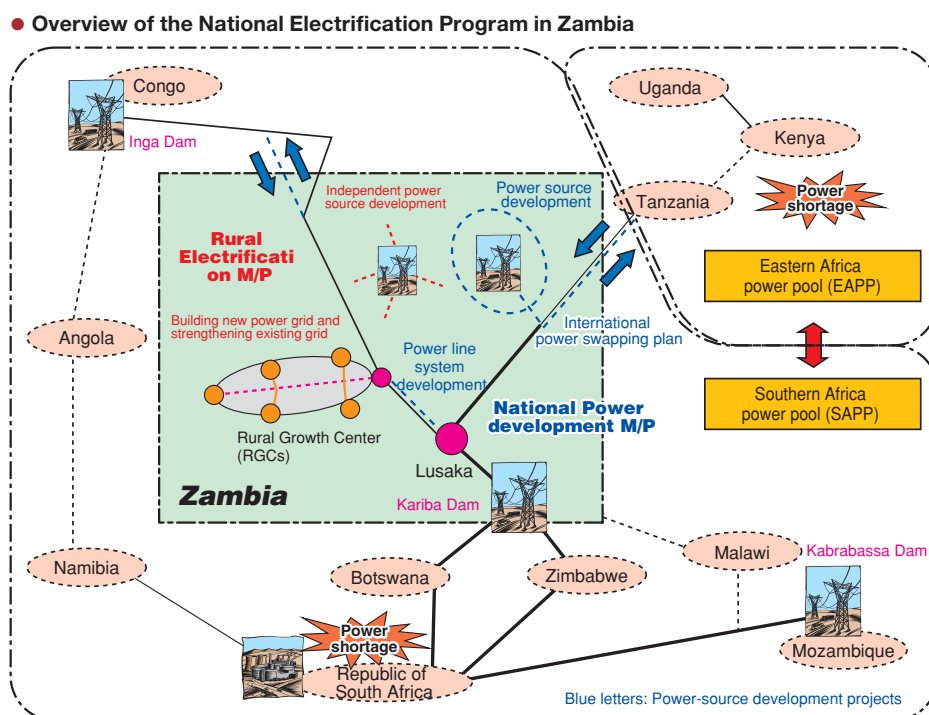 ● Overview of the National Electrification Program in Zambia
Congo
Inga Dam
Uganda
Kenya
Tanzania
Power
shortage
Eastern Africa
power pool (EAPP)
Southern Africa
power pool (SAPP)
Independent power
source development
Power source
development
Rural
Electrificati
on M/P
Building new power grid and
strengthening existing grid
International
power swapping plan
Power line
system
development
National Power
development M/P
Rural Growth Center
(RGCs)
Lusaka
Zambia
Kariba Dam
Angola
Namibia
Botswana
Zimbabwe
Malawi
Kabrabassa Dam
Mozambique
Power
shortage
Republic of
South Africa
Blue letters: Power-source development projects